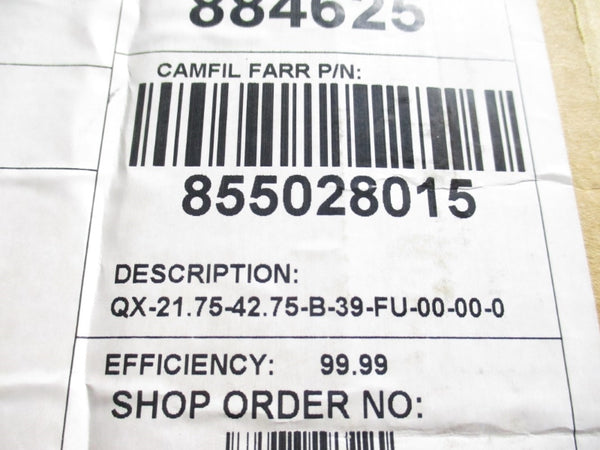 884625
CAMFIL FARR P/N:
855028015
DESCRIPTION:
QX-21.75-42.75-B-39-FU-00-00-0
EFFICIENCY: 99.99
SHOP ORDER NO: